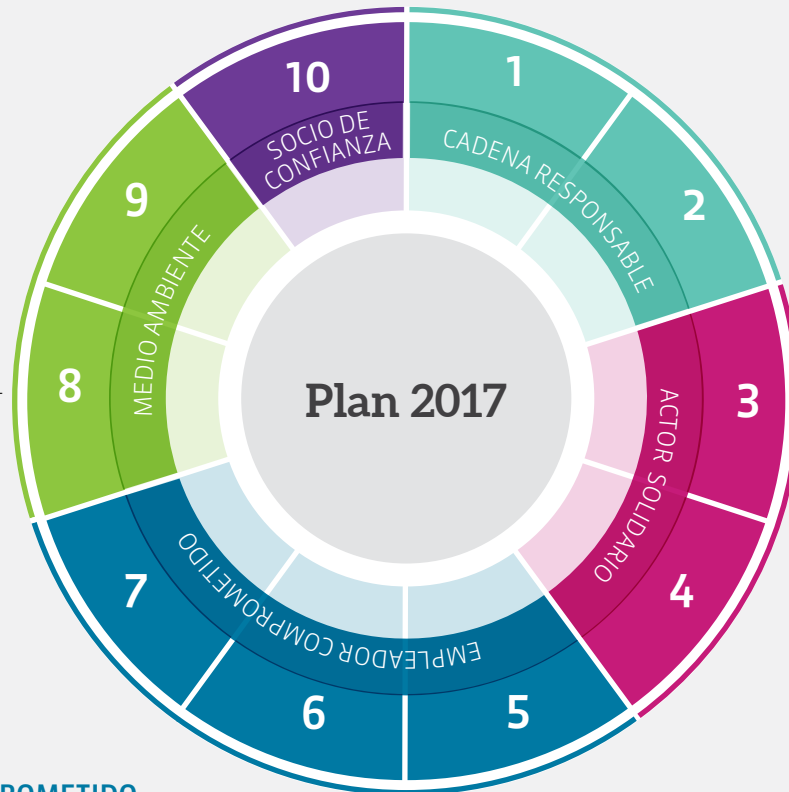 10
1
SOCIO DE
CONFIANZA
CADENA RESPONSABLE
9
2
MEDIO AMBIENTE
8
Plan 2017
3
ACTOR SOLIDARIO
7
4
EMPLEADOR COMPROMETIDO
6
5